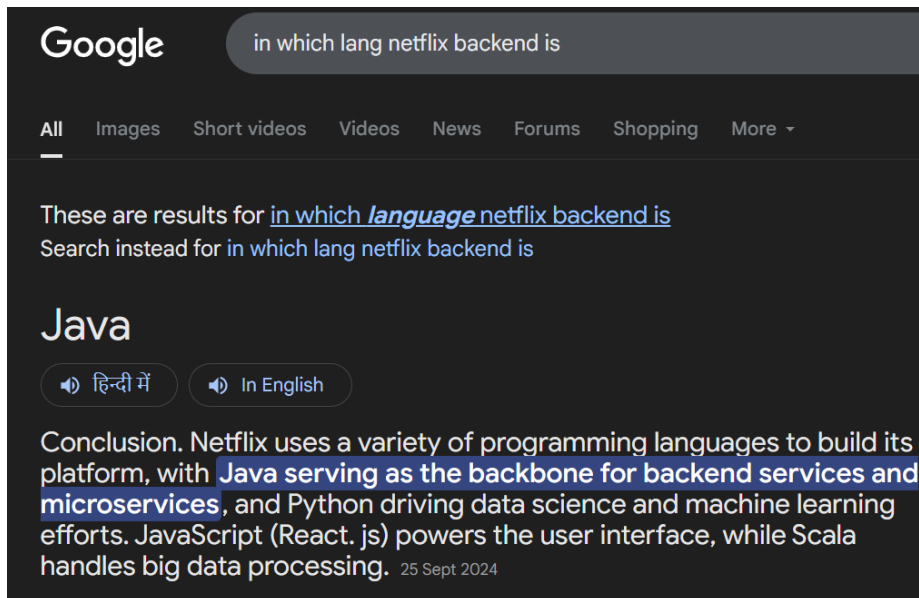 Google
in which lang netflix backend is
All Images Short videos Videos News Forums Shopping More
These are results for in which language netflix backend is
Search instead for in which lang netflix backend is
Java
हिन्दी में In English
Conclusion. Netflix uses a variety of programming languages to build its
platform, with Java serving as the backbone for backend services and
microservices, and Python driving data science and machine learning
efforts. JavaScript (React. js) powers the user interface, while Scala
handles big data processing. 25 Sept 2024